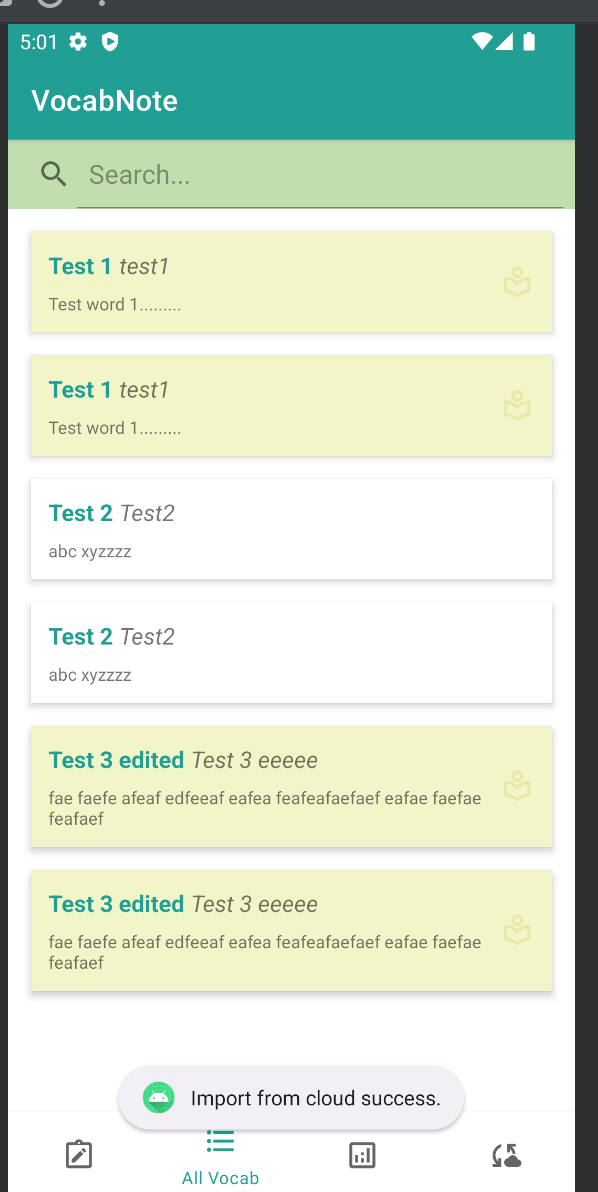 5:01
VocabNote
Search...
Test 1 test1
Test word 1.........
Test 1 test1
Test word 1.........
Test 2 Test2
abc xyzzzz
Test 2 Test2
abc xyzzzz
Test 3 edited Test 3 eeeee
fae faefe afeaf edfeeaf eafea feafeafaefaef eafae faefae
feafaef
Test 3 edited Test 3 eeeee
fae faefe afeaf edfeeaf eafea feafeafaefaef eafae faefae
feafaef
Import from cloud success.
All Vocab